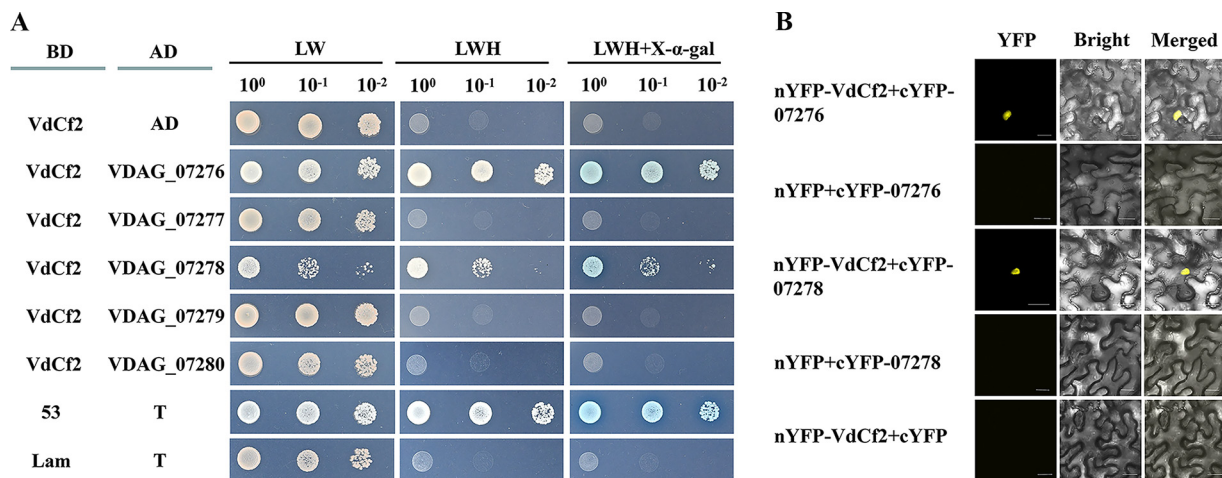 A
BD AD LW LWH LWH+X-α-gal
10⁰ 10⁻¹ 10⁻² 10⁰ 10⁻¹ 10⁻² 10⁰ 10⁻¹ 10⁻²
VdCf2 AD
VdCf2 VDAG_07276
VdCf2 VDAG_07277
VdCf2 VDAG_07278
VdCf2 VDAG_07279
VdCf2 VDAG_07280
53 T
Lam T
B
YFP Bright Merged
nYFP-VdCf2+cYFP-
07276
nYFP+cYFP-07276
nYFP-VdCf2+cYFP-
07278
nYFP+cYFP-07278
nYFP-VdCf2+cYFP